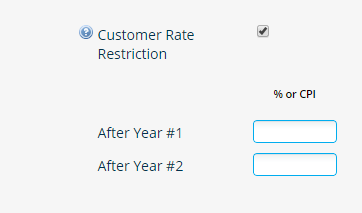 Customer Rate
Restriction
% or CPI
After Year #1
After Year #2